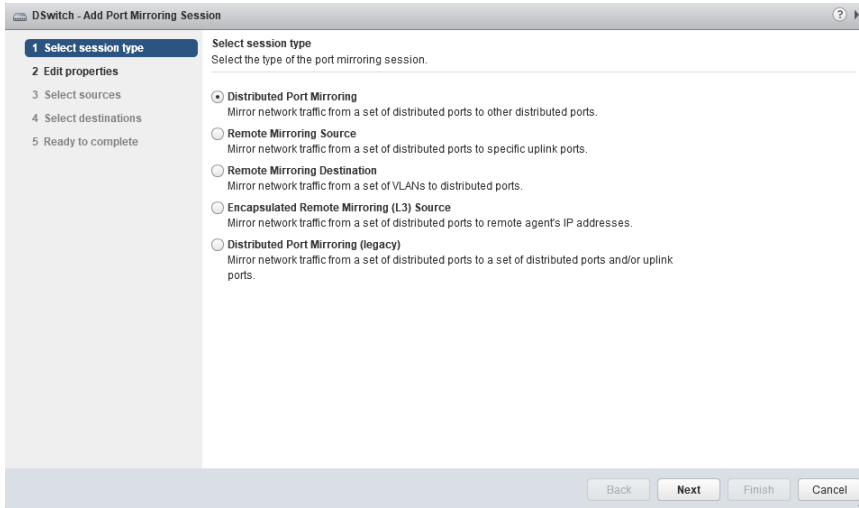 DSwitch - Add Port Mirroring Session
?
1 Select session type
2 Edit properties
3 Select sources
4 Select destinations
5 Ready to complete
Select session type
Select the type of the port mirroring session.
Distributed Port Mirroring
Mirror network traffic from a set of distributed ports to other distributed ports.
Remote Mirroring Source
Mirror network traffic from a set of distributed ports to specific uplink ports.
Remote Mirroring Destination
Mirror network traffic from a set of VLANs to distributed ports.
Encapsulated Remote Mirroring (L3) Source
Mirror network traffic from a set of distributed ports to remote agent's IP addresses.
Distributed Port Mirroring (legacy)
Mirror network traffic from a set of distributed ports to a set of distributed ports and/or uplink
ports.
Back Next Finish Cancel